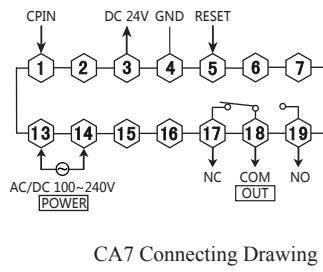 CPIN DC 24V GND RESET
1 2 3 4 5 6 7
13 14 15 16 17 18 19
NC COM NO
AC/DC 100~240V OUT
POWER
CA7 Connecting Drawing